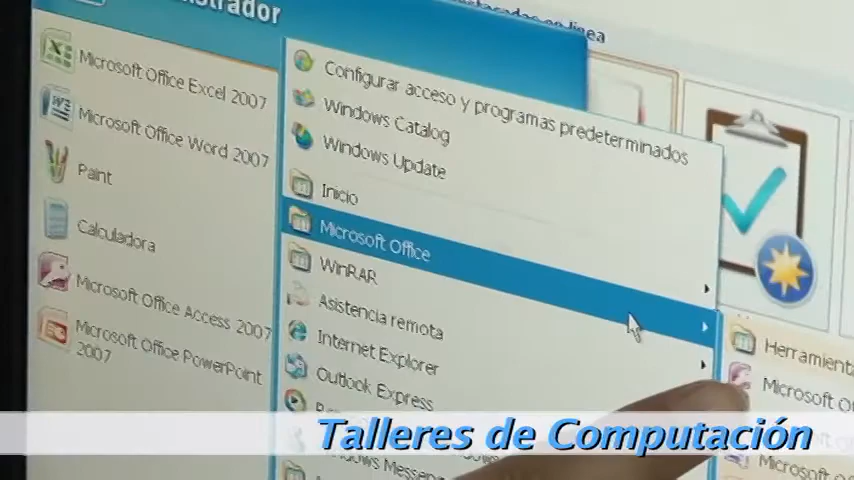 Microsoft Office Excel 2007
Microsoft Office Word 2007
Paint
Calculadora
Microsoft Office Access 2007
Microsoft Office PowerPoint
2007
Configurar acceso y programas predeterminados
Windows Catalog
Windows Update
Inicio
Microsoft Office
WinRAR
Asistencia remota
Internet Explorer
Outlook Express
Microsoft
Talleres de Computación